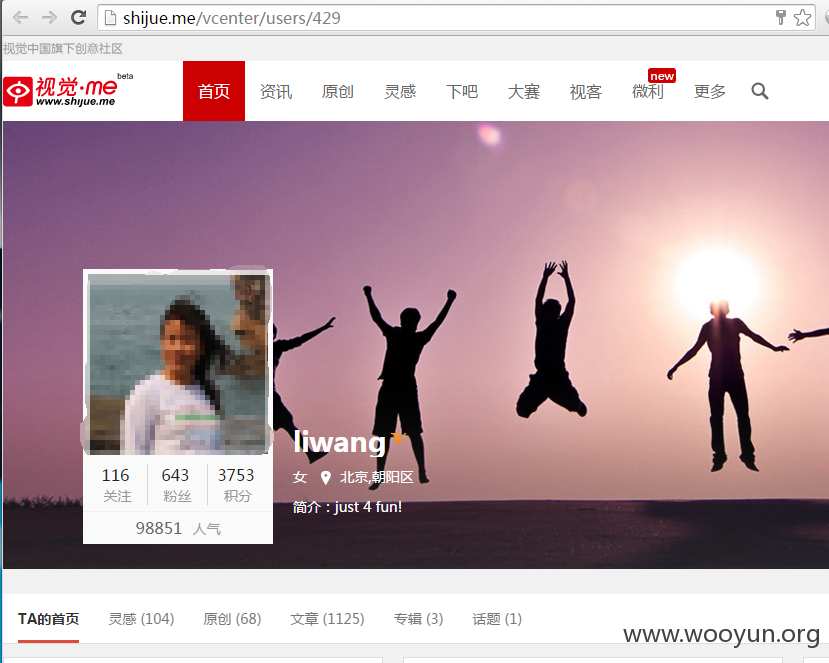 shijue.me/vcenter/users/429
视觉中国旗下创意社区
视觉·me beta
www.shijue.me
首页 资讯 原创 灵感 下吧 大赛 视客 微利 new 更多
liwang
女 北京,朝阳区
简介：just 4 fun!
116 643 3753
关注 粉丝 积分
98851 人气
TA的首页 灵感 (104) 原创 (68) 文章 (1125) 专辑 (3) 话题 (1)
www.wooyun.org